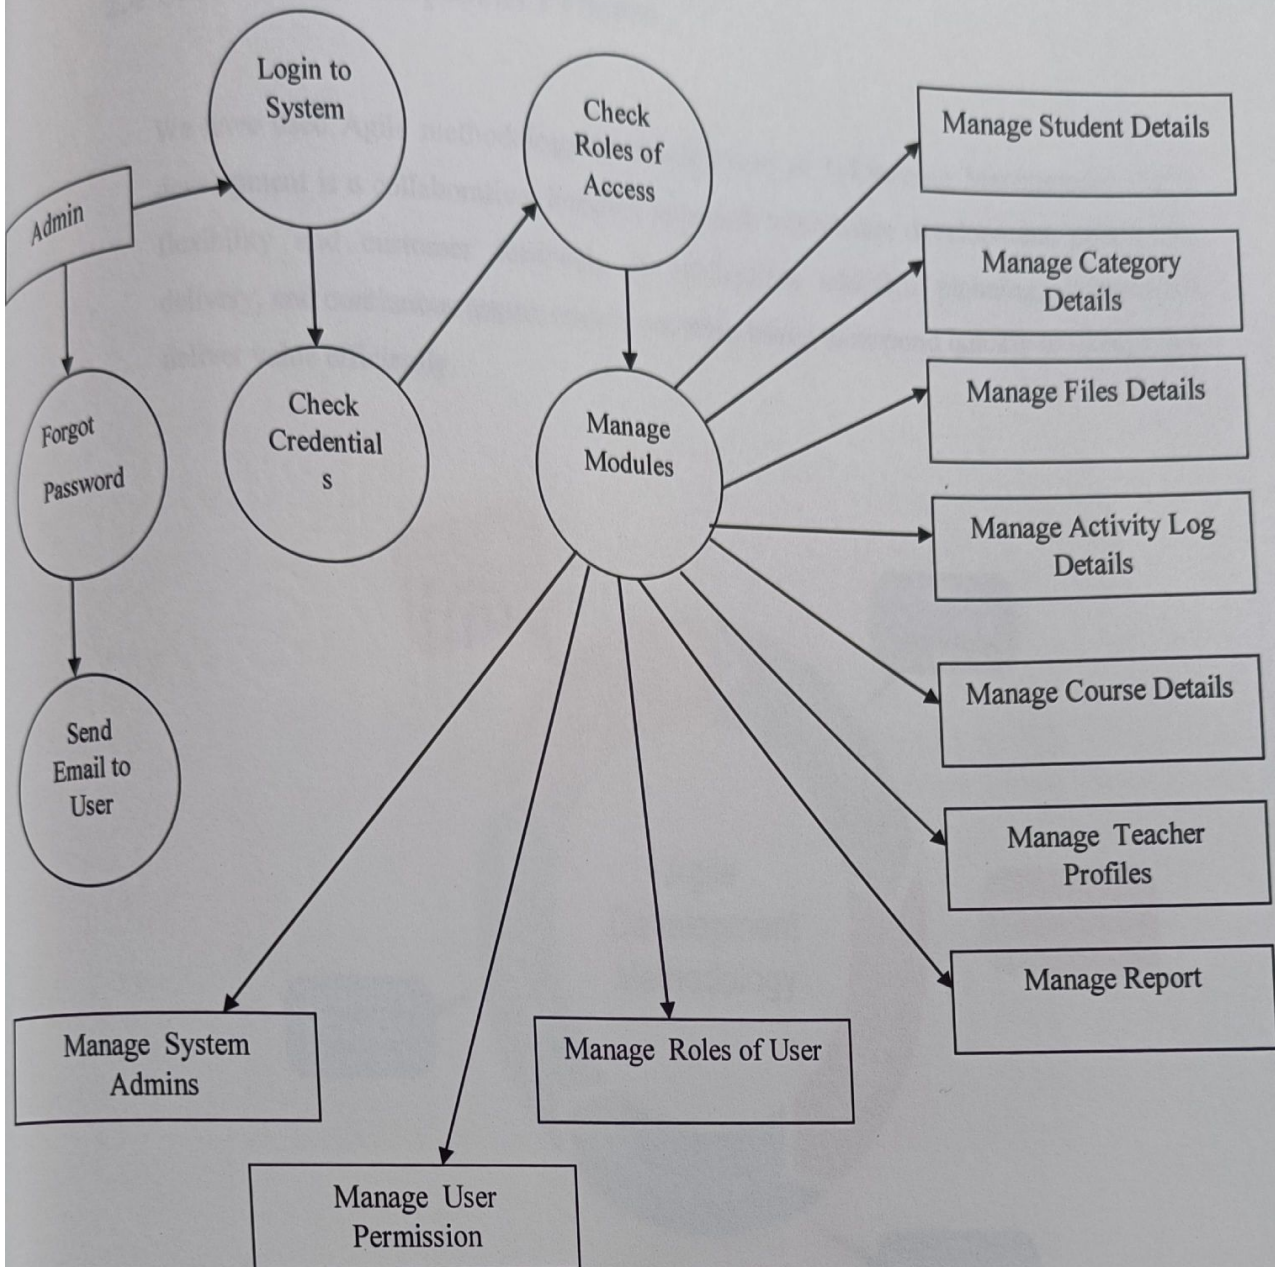 Login to
System
Check
Roles of
Access
Manage Student Details
Admin
Manage Category
Details
Manage Files Details
Forgot
Password
Check
Credential
s
Manage
Modules
Manage Activity Log
Details
Manage Course Details
Send
Email to
User
Manage Teacher
Profiles
Manage Report
Manage System
Admins
Manage Roles of User
Manage User
Permission